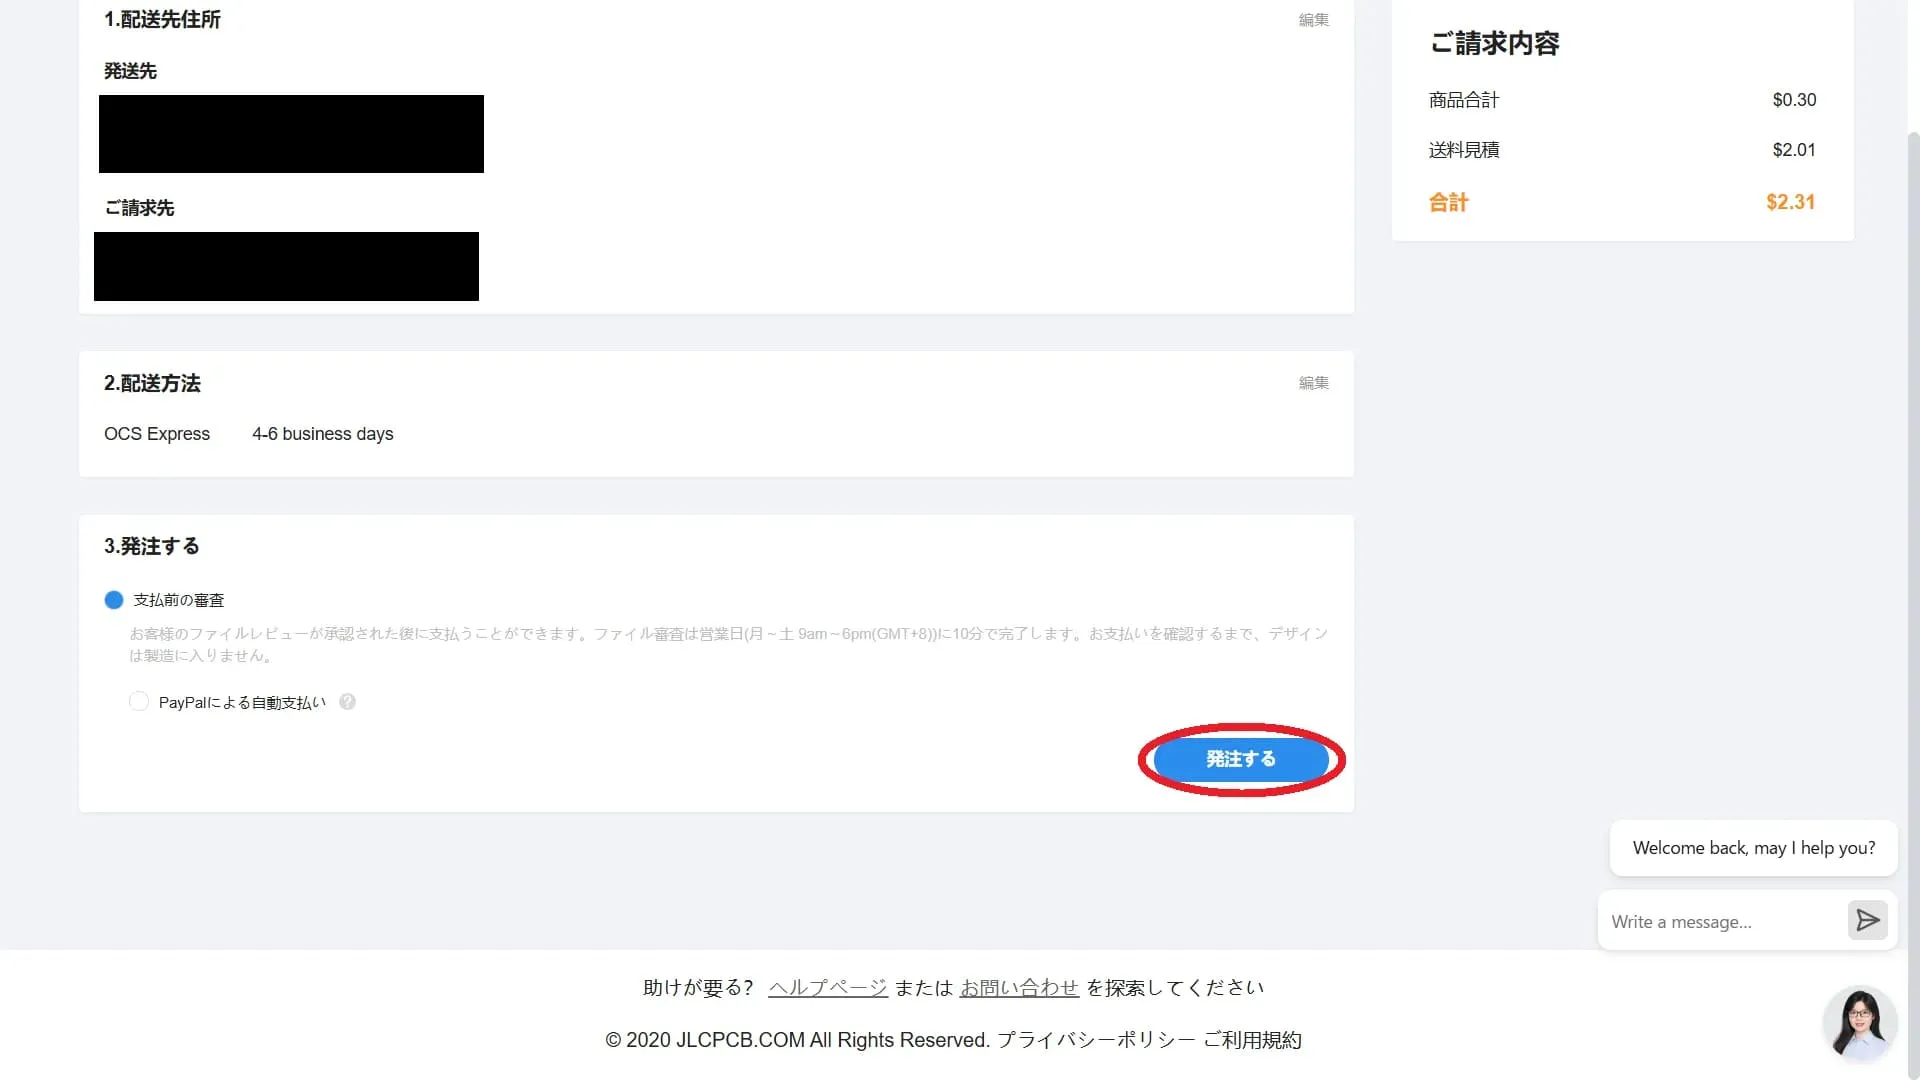 1.配送先住所
編集
発送先
ご請求先
2.配送方法
編集
OCS Express 4-6 business days
3.発注する
支払前の審査
お客様のファイルレビューが承認された後に支払うことができます。ファイル審査は営業日(月～土 9am～6pm(GMT+8))に10分で完了します。お支払いを確認するまで、デザイン
は製造に入りません。
PayPalによる自動支払い ?
発注する
ご請求内容
商品合計 $0.30
送料見積 $2.01
合計 $2.31
Welcome back, may I help you?
Write a message...
助けが要る？ ヘルプページ または お問い合わせ を探索してください
© 2020 JLCPCB.COM All Rights Reserved. プライバシーポリシー ご利用規約